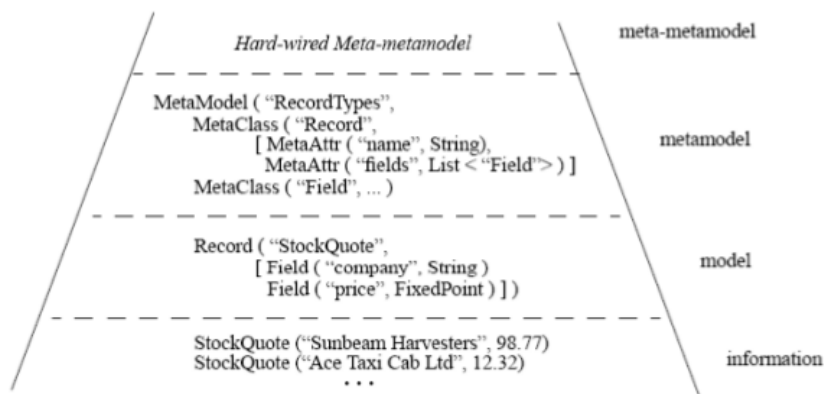 Hard-wired Meta-metamodel
meta-metamodel
MetaModel ( “RecordTypes”,
MetaClass ( “Record”,
[ MetaAttr ( “name”, String),
MetaAttr ( “fields”, List < “Field”> ) ]
MetaClass ( “Field”, ... )
metamodel
Record ( “StockQuote”,
[ Field ( “company”, String )
Field ( “price”, FixedPoint ) ] )
model
StockQuote (“Sunbeam Harvesters”, 98.77)
StockQuote (“Ace Taxi Cab Ltd”, 12.32)
• • •
information